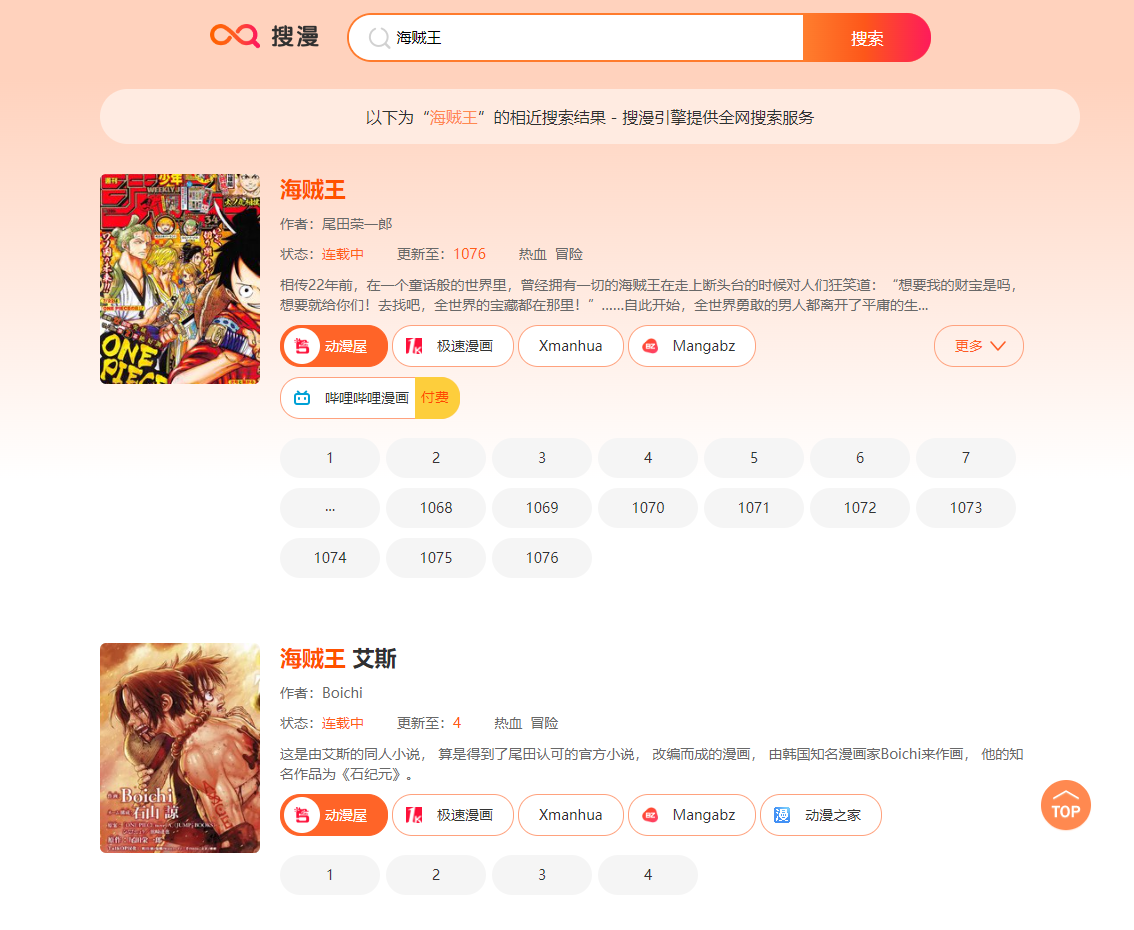 搜漫
海贼王
搜索
以下为“海贼王”的相近搜索结果 - 搜漫引擎提供全网搜索服务
海贼王
作者：尾田荣一郎
状态：连载中 更新至：1076 热血 冒险
相传22年前，在一个童话般的世界里，曾经拥有一切的海贼王在走上断头台的时候对人们狂笑道：“想要我的财宝是吗，
想要就给你们！去找吧，全世界的宝藏都在那里！”……自此开始，全世界勇敢的男人都离开了平庸的生...
动漫屋 极速漫画 Xmanhua Mangabz 更多
哔哩哔哩漫画 付费
1 2 3 4 5 6 7
... 1068 1069 1070 1071 1072 1073
1074 1075 1076
ONE
PIECE
海贼王 艾斯
作者：Boichi
状态：连载中 更新至：4 热血 冒险
这是由艾斯的同人小说， 算是得到了尾田认可的官方小说， 改编而成的漫画， 由韩国知名漫画家Boichi来作画， 他的知
名作品为《石纪元》。
动漫屋 极速漫画 Xmanhua Mangabz 动漫之家
1 2 3 4
Boichi
石山 諒
TOP